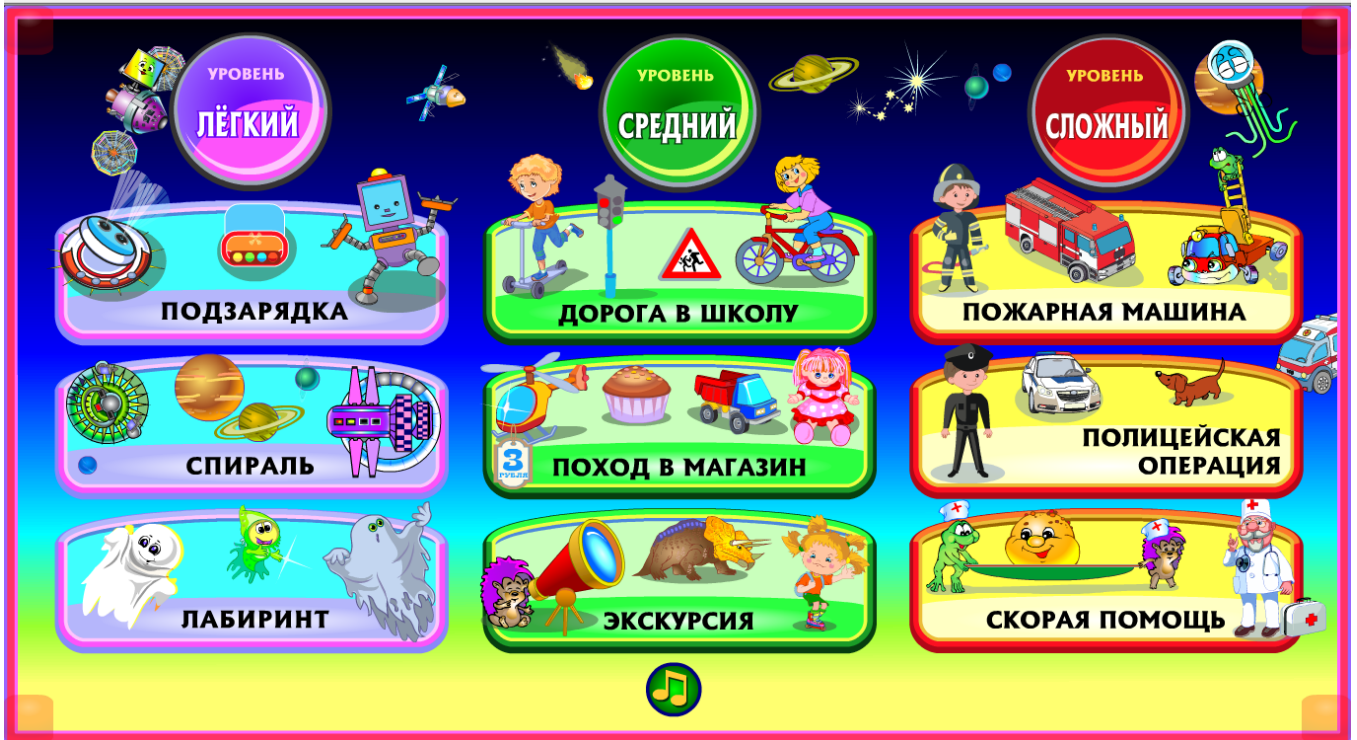 УРОВЕНЬ
ЛЁГКИЙ
УРОВЕНЬ
СРЕДНИЙ
УРОВЕНЬ
СЛОЖНЫЙ
ПОДЗАРЯДКА
ДОРОГА В ШКОЛУ
ПОЖАРНАЯ МАШИНА
СПИРАЛЬ
3
РУБЛЯ
ПОХОД В МАГАЗИН
ПОЛИЦЕЙСКАЯ
ОПЕРАЦИЯ
ЛАБИРИНТ
ЭКСКУРСИЯ
СКОРАЯ ПОМОЩЬ